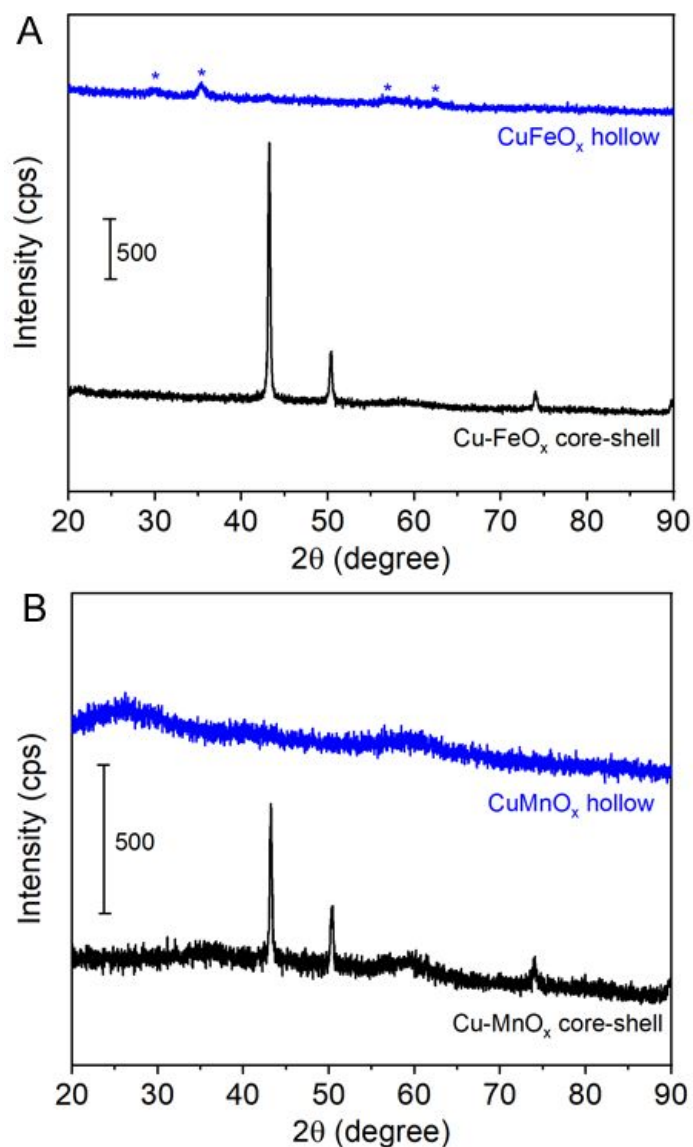 A
* * * *
CuFeOₓ hollow
500
Intensity (cps)
Cu-FeOₓ core-shell
20 30 40 50 60 70 80 90
2θ (degree)
B
CuMnOₓ hollow
500
Intensity (cps)
Cu-MnOₓ core-shell
20 30 40 50 60 70 80 90
2θ (degree)